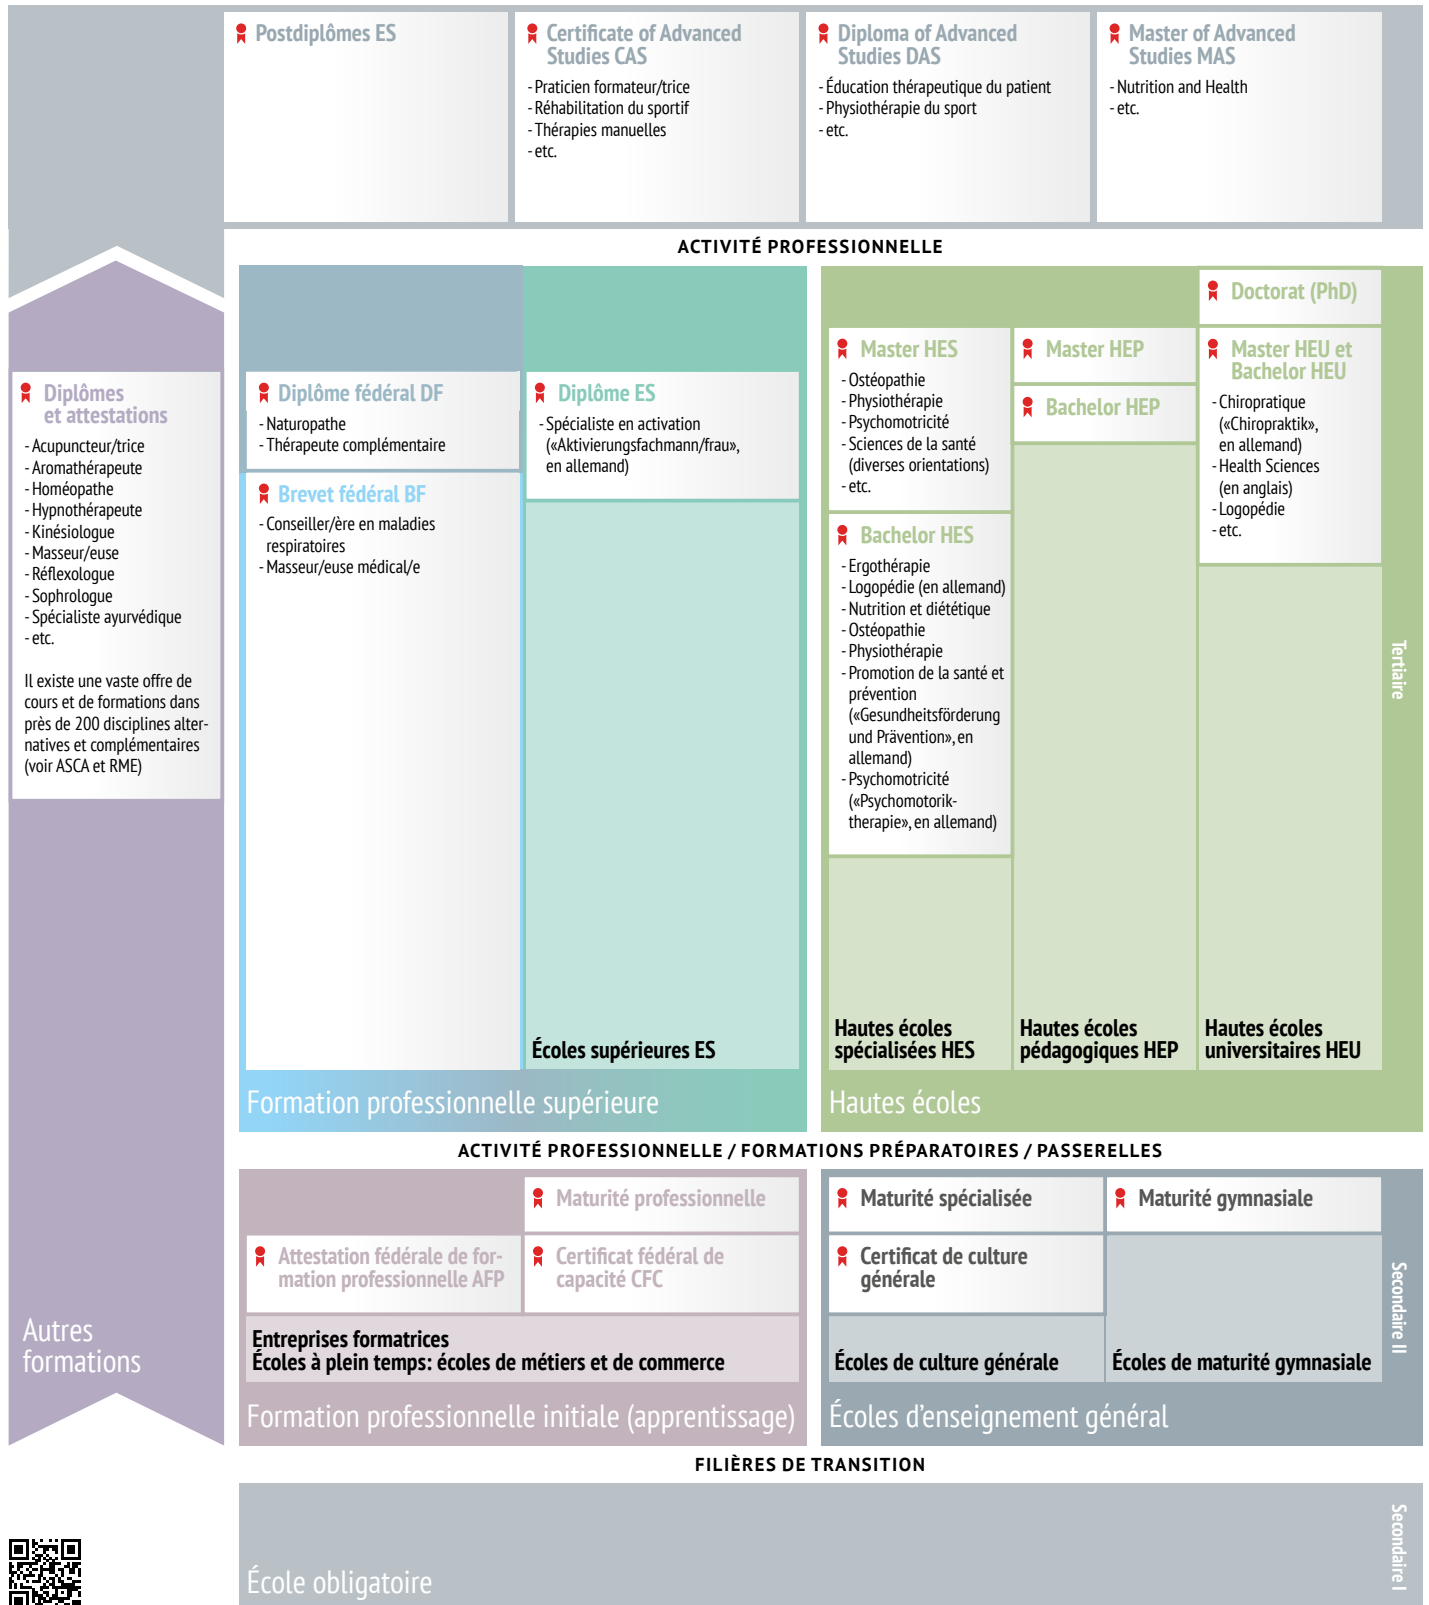 Postdiplômes ES
Certificate of Advanced
Studies CAS
- Praticien formateur/trice
- Réhabilitation du sportif
- Thérapies manuelles
- etc.
Diploma of Advanced
Studies DAS
- Éducation thérapeutique du patient
- Physiothérapie du sport
- etc.
Master of Advanced
Studies MAS
- Nutrition and Health
- etc.
ACTIVITÉ PROFESSIONNELLE
Diplômes
et attestations
- Acupuncteur/trice
- Aromathérapeute
- Homéopathe
- Hypnothérapeute
- Kinésiologue
- Masseur/euse
- Réflexologue
- Sophrologue
- Spécialiste ayurvédique
- etc.
Il existe une vaste offre de
cours et de formations dans
près de 200 disciplines alter-
natives et complémentaires
(voir ASCA et RME)
Autres
formations
Diplôme fédéral DF
- Naturopathe
- Thérapeute complémentaire
Brevet fédéral BF
- Conseiller/ère en maladies
respiratoires
- Masseur/euse médical/e
Diplôme ES
- Spécialiste en activation
(«Aktivierungsfachmann/frau»,
en allemand)
Écoles supérieures ES
Formation professionnelle supérieure
Master HES
- Ostéopathie
- Physiothérapie
- Psychomotricité
- Sciences de la santé
(diverses orientations)
- etc.
Bachelor HES
- Ergothérapie
- Logopédie (en allemand)
- Nutrition et diététique
- Ostéopathie
- Physiothérapie
- Promotion de la santé et
prévention
(«Gesundheitsförderung
und Prävention», en
allemand)
- Psychomotricité
(«Psychomotorik-
therapie», en allemand)
Hautes écoles
spécialisées HES
Master HEP
Bachelor HEP
Hautes écoles
pédagogiques HEP
Doctorat (PhD)
Master HEU et
Bachelor HEU
- Chiropratique
(«Chiropraktik»,
en allemand)
- Health Sciences
(en anglais)
- Logopédie
- etc.
Hautes écoles
universitaires HEU
Hautes écoles
Tertiaire
ACTIVITÉ PROFESSIONNELLE / FORMATIONS PRÉPARATOIRES / PASSERELLES
Maturité professionnelle
Attestation fédérale de for-
mation professionnelle AFP
Certificat fédéral de
capacité CFC
Entreprises formatrices
Écoles à plein temps: écoles de métiers et de commerce
Formation professionnelle initiale (apprentissage)
Maturité spécialisée
Certificat de culture
générale
Écoles de culture générale
Maturité gymnasiale
Écoles de maturité gymnasiale
Écoles d'enseignement général
Secondaire II
FILIÈRES DE TRANSITION
École obligatoire
Secondaire I